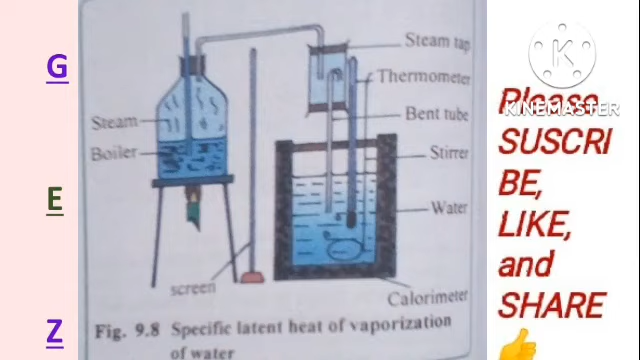 G
E
Z
Steam tap
Thermometer
Bent tube
Steam
Boiler
Stirrer
Water
screen
Calorimeter
Fig. 9.8 Specific latent heat of vaporization
of water
K
KINEMASTER
Please
SUSCRI
BE,
LIKE,
and
SHARE
👍